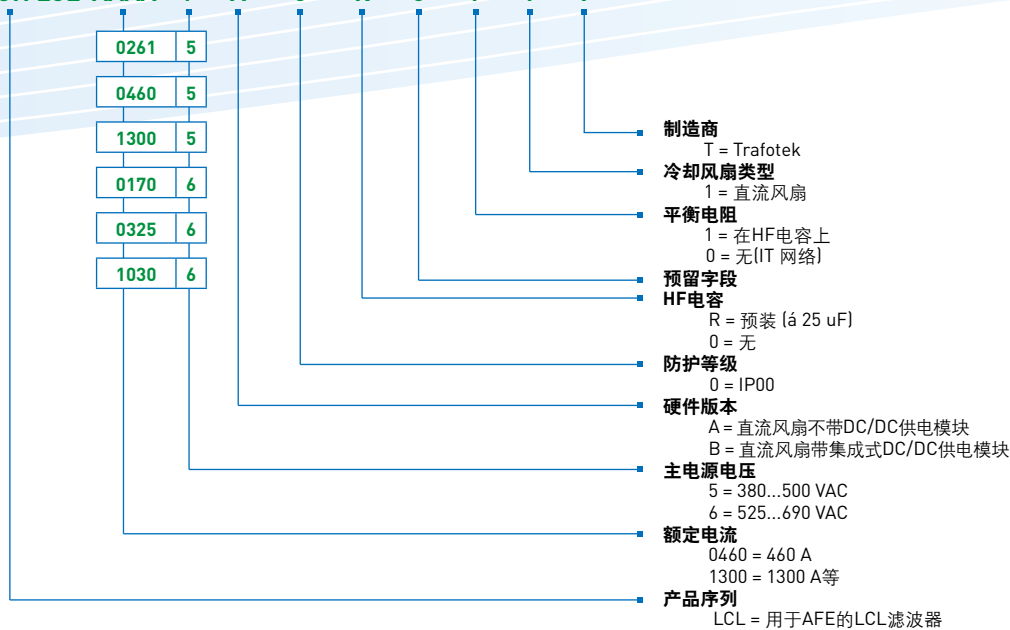 0261 5
0460 5
1300 5
0170 6
0325 6
1030 6
制造商
T = Trafotek
冷却风扇类型
1 = 直流风扇
平衡电阻
1 = 在HF电容上
0 = 无(IT 网络)
预留字段
HF电容
R = 预装 (á 25 uF)
0 = 无
防护等级
0 = IP00
硬件版本
A = 直流风扇不带DC/DC供电模块
B = 直流风扇带集成式DC/DC供电模块
主电源电压
5 = 380...500 VAC
6 = 525...690 VAC
额定电流
0460 = 460 A
1300 = 1300 A等
产品序列
LCL = 用于AFE的LCL滤波器